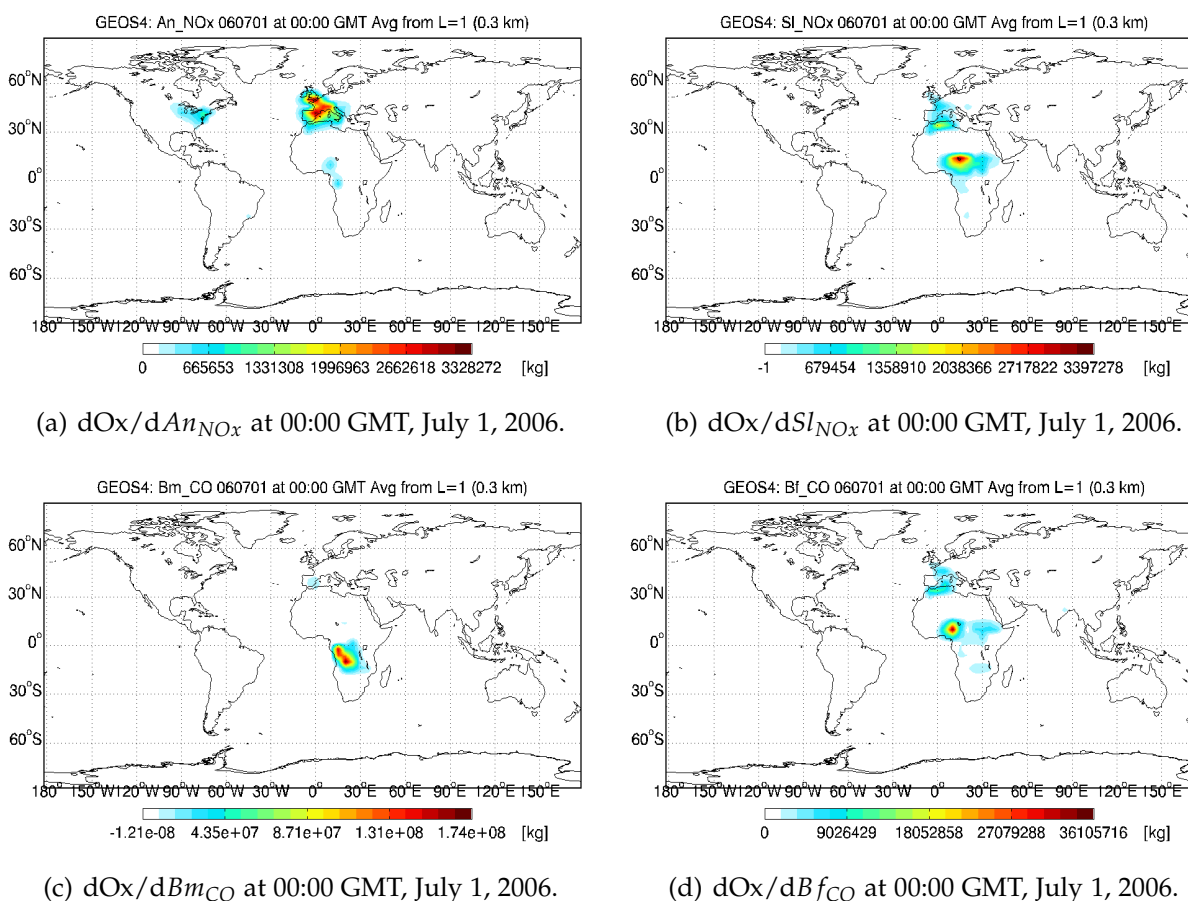 GEOS4: An_NOx 060701 at 00:00 GMT Avg from L=1 (0.3 km)
60°N
30°N
0°
30°S
60°S
180°W 150°W 120°W 90°W 60°W 30°W 0° 30°E 60°E 90°E 120°E 150°E
0 665653 1331308 1996963 2662618 3328272 [kg]
(a) dOx/dAn_{NOx} at 00:00 GMT, July 1, 2006.
GEOS4: Sl_NOx 060701 at 00:00 GMT Avg from L=1 (0.3 km)
60°N
30°N
0°
30°S
60°S
180°W 150°W 120°W 90°W 60°W 30°W 0° 30°E 60°E 90°E 120°E 150°E
-1 679454 1358910 2038366 2717822 3397278 [kg]
(b) dOx/dSl_{NOx} at 00:00 GMT, July 1, 2006.
GEOS4: Bm_CO 060701 at 00:00 GMT Avg from L=1 (0.3 km)
60°N
30°N
0°
30°S
60°S
180°W 150°W 120°W 90°W 60°W 30°W 0° 30°E 60°E 90°E 120°E 150°E
-1.21e-08 4.35e+07 8.71e+07 1.31e+08 1.74e+08 [kg]
(c) dOx/dBm_{CO} at 00:00 GMT, July 1, 2006.
GEOS4: Bf_CO 060701 at 00:00 GMT Avg from L=1 (0.3 km)
60°N
30°N
0°
30°S
60°S
180°W 150°W 120°W 90°W 60°W 30°W 0° 30°E 60°E 90°E 120°E 150°E
0 9026429 18052858 27079288 36105716 [kg]
(d) dOx/dBf_{CO} at 00:00 GMT, July 1, 2006.